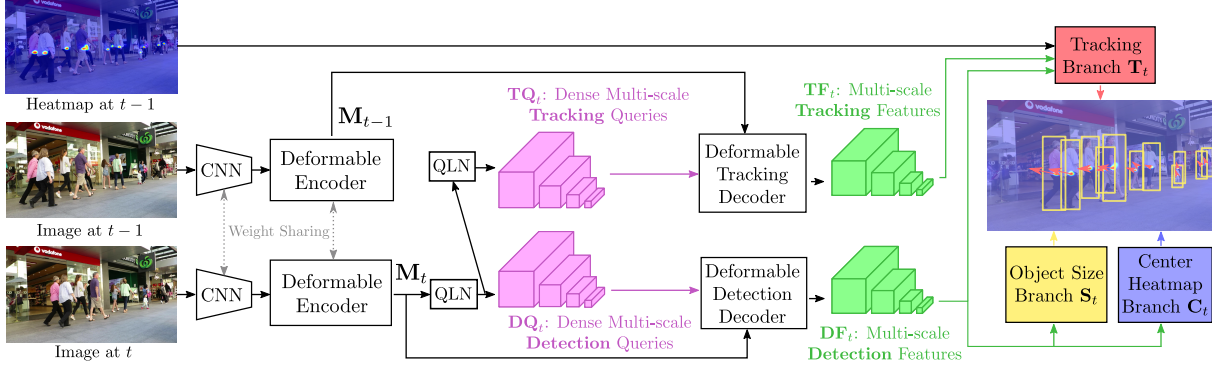 Heatmap at t − 1
Image at t − 1
Image at t
CNN
Deformable
Encoder
M_{t−1}
Weight Sharing
CNN
Deformable
Encoder
M_t
QLN
QLN
TQ_t: Dense Multi-scale
Tracking Queries
DQ_t: Dense Multi-scale
Detection Queries
Deformable
Tracking
Decoder
Deformable
Detection
Decoder
TF_t: Multi-scale
Tracking Features
DF_t: Multi-scale
Detection Features
Tracking
Branch T_t
Object Size
Branch S_t
Center
Heatmap
Branch C_t
vodafone
vodafone
vodafone
vodafone